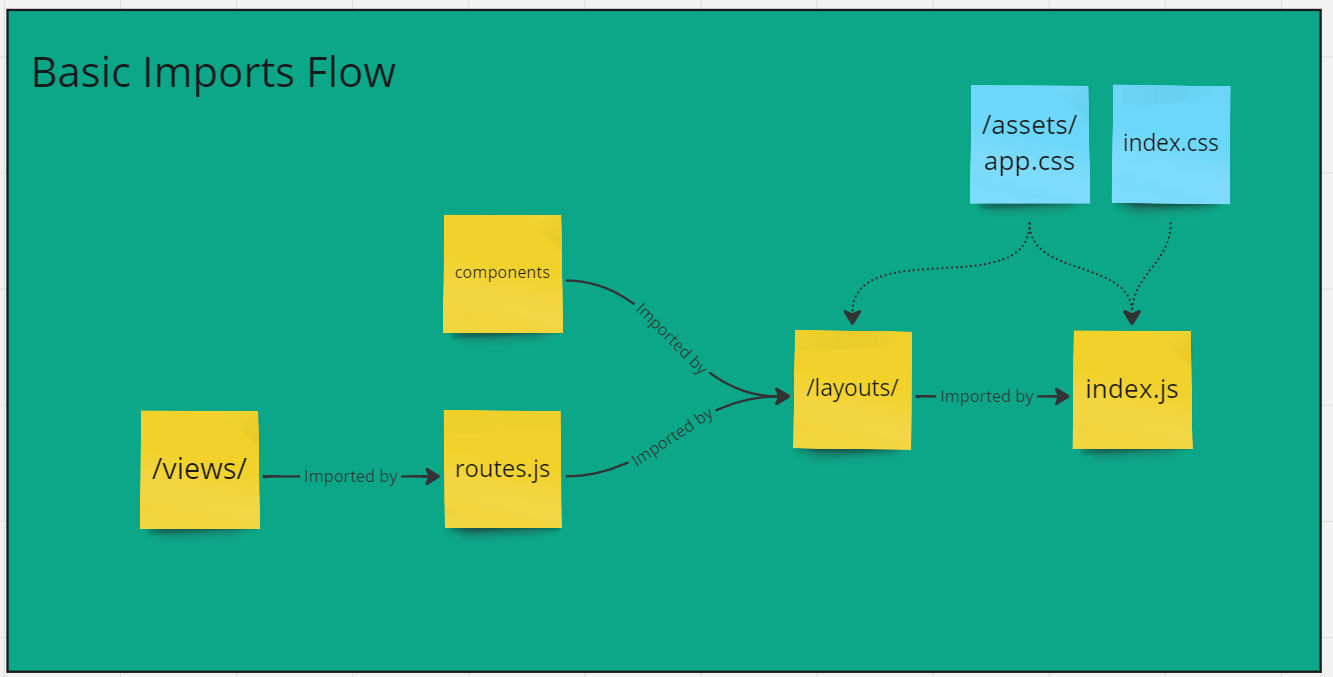 Basic Imports Flow
/assets/
app.css
index.css
components
Imported by
/layouts/
Imported by
index.js
/views/
Imported by
routes.js
Imported by